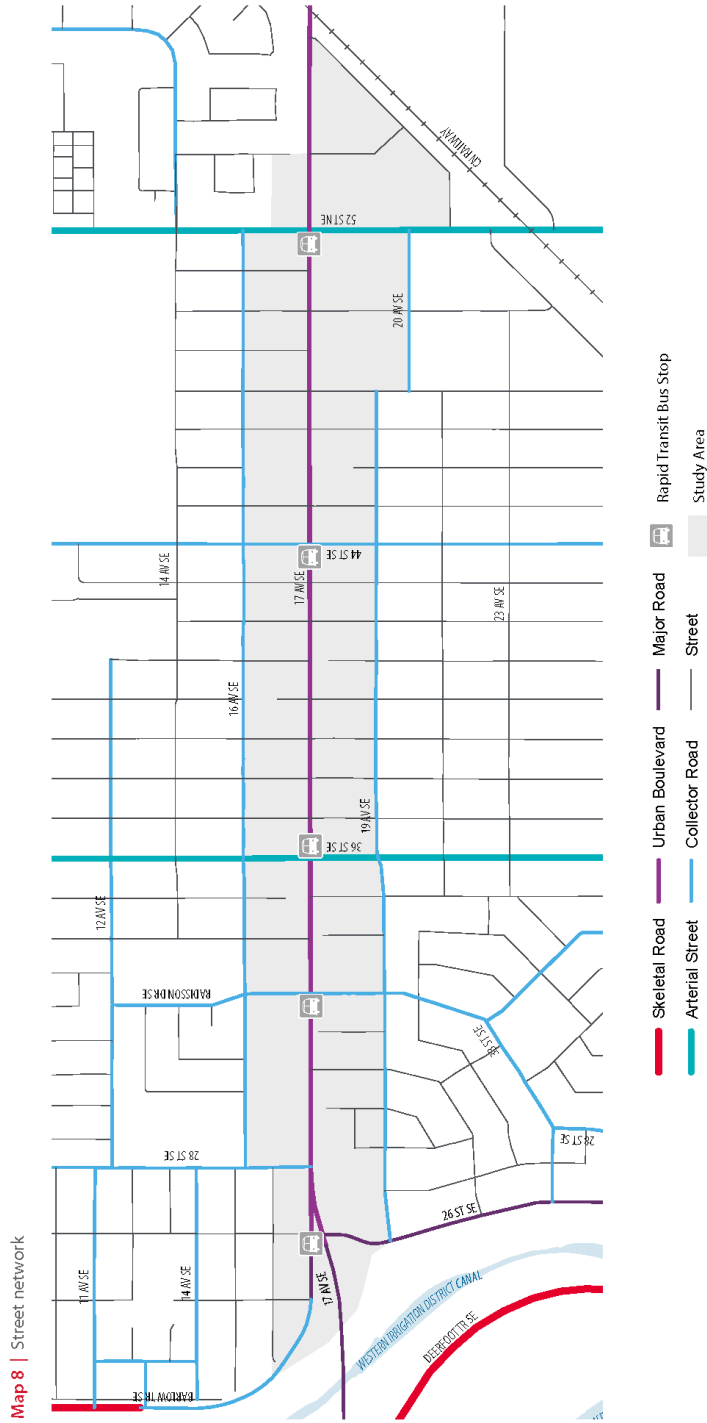 Map 8 | Street network
CN RAILWAY
52 ST NE
20 AV SE
44 ST SE
14 AV SE
17 AV SE
23 AV SE
16 AV SE
19 AV SE
36 ST SE
12 AV SE
RADISSON DR SE
33 ST SE
28 ST SE
28 ST SE
26 ST SE
11 AV SE
14 AV SE
17 AV SE
BARLOW TR SE
WESTERN IRRIGATION DISTRICT CANAL
DEERFOOT TR SE
Skeletal Road
Urban Boulevard
Major Road
Rapid Transit Bus Stop
Arterial Street
Collector Road
Street
Study Area